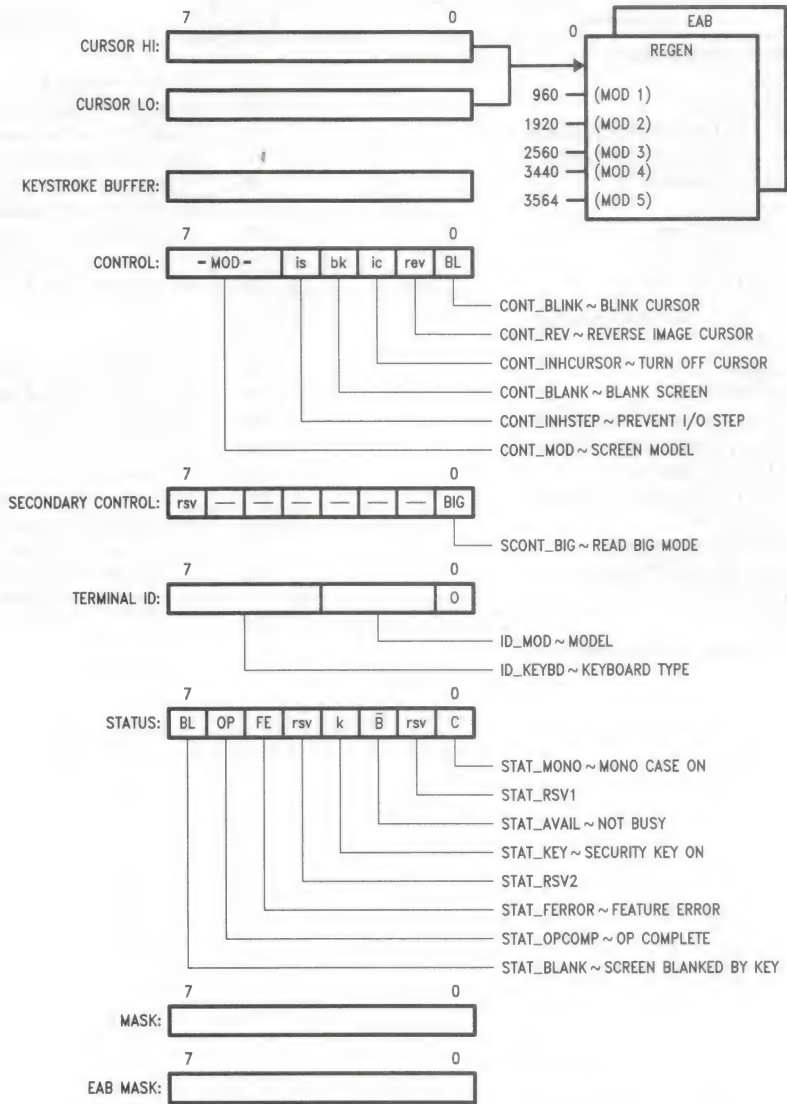 7 0
CURSOR HI:
CURSOR LO:
0
EAB
REGEN
960 (MOD 1)
1920 (MOD 2)
2560 (MOD 3)
3440 (MOD 4)
3564 (MOD 5)
KEYSTROKE BUFFER:
7 0
CONTROL: – MOD – is bk ic rev BL
CONT_BLINK ~ BLINK CURSOR
CONT_REV ~ REVERSE IMAGE CURSOR
CONT_INHCURSOR ~ TURN OFF CURSOR
CONT_BLANK ~ BLANK SCREEN
CONT_INHSTEP ~ PREVENT I/O STEP
CONT_MOD ~ SCREEN MODEL
7 0
SECONDARY CONTROL: rsv — — — — — — BIG
SCONT_BIG ~ READ BIG MODE
7 0
TERMINAL ID: 0
ID_MOD ~ MODEL
ID_KEYBD ~ KEYBOARD TYPE
7 0
STATUS: BL OP FE rsv k B̅ rsv C
STAT_MONO ~ MONO CASE ON
STAT_RSV1
STAT_AVAIL ~ NOT BUSY
STAT_KEY ~ SECURITY KEY ON
STAT_RSV2
STAT_FERROR ~ FEATURE ERROR
STAT_OPCOMP ~ OP COMPLETE
STAT_BLANK ~ SCREEN BLANKED BY KEY
7 0
MASK:
7 0
EAB MASK: